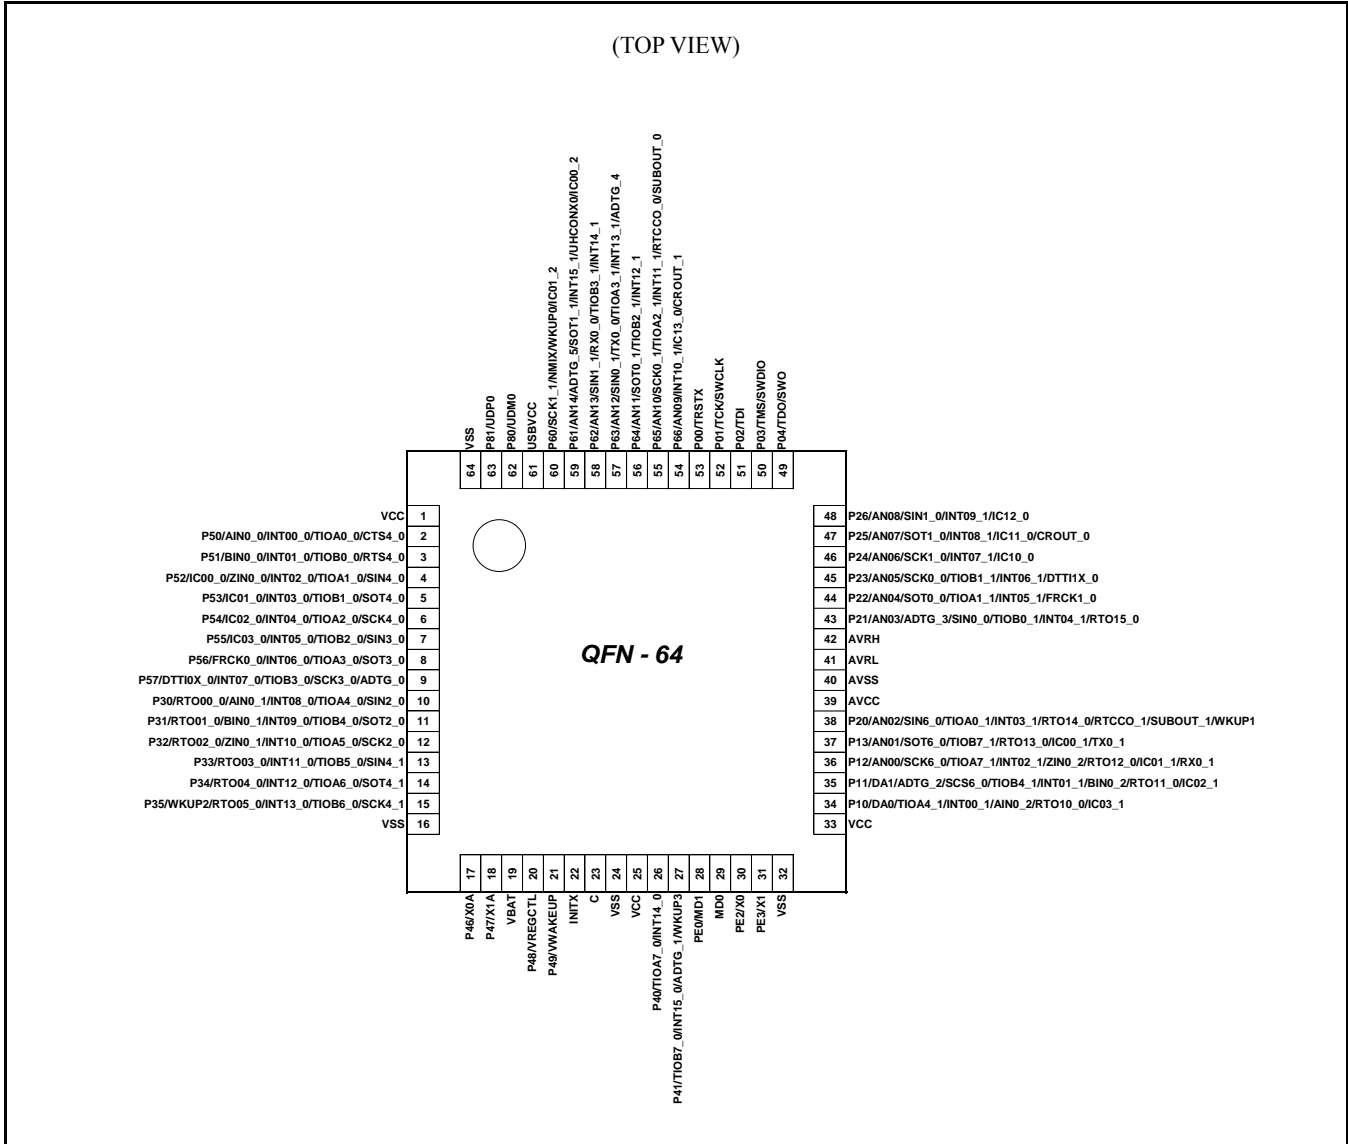 (TOP VIEW)
VSS
P81/UDP0
P80/UDM0
USBVCC
P60/SCK1_1/NMIX/WKUP0/IC01_2
P61/AN14/ADTG_5/SOT1_1/INT15_1/UHCONX0/IC00_2
P62/AN13/SIN1_1/RX0_0/TIOB3_1/INT14_1
P63/AN12/SIN0_1/TX0_0/TIOA3_1/INT13_1/ADTG_4
P64/AN11/SOT0_1/TIOB2_1/INT12_1
P65/AN10/SCK0_1/TIOA2_1/INT11_1/RTCCO_0/SUBOUT_0
P66/AN09/INT10_1/IC13_0/CROUT_1
P00/TRSTX
P01/TCK/SWCLK
P02/TDI
P03/TMS/SWDIO
P04/TDO/SWO
64 63 62 61 60 59 58 57 56 55 54 53 52 51 50 49
VCC 1
P50/AIN0_0/INT00_0/TIOA0_0/CTS4_0 2
P51/BIN0_0/INT01_0/TIOB0_0/RTS4_0 3
P52/IC00_0/ZIN0_0/INT02_0/TIOA1_0/SIN4_0 4
P53/IC01_0/INT03_0/TIOB1_0/SOT4_0 5
P54/IC02_0/INT04_0/TIOA2_0/SCK4_0 6
P55/IC03_0/INT05_0/TIOB2_0/SIN3_0 7
P56/FRCK0_0/INT06_0/TIOA3_0/SOT3_0 8
P57/DTTI0X_0/INT07_0/TIOB3_0/SCK3_0/ADTG_0 9
P30/RTO00_0/AIN0_1/INT08_0/TIOA4_0/SIN2_0 10
P31/RTO01_0/BIN0_1/INT09_0/TIOB4_0/SOT2_0 11
P32/RTO02_0/ZIN0_1/INT10_0/TIOA5_0/SCK2_0 12
P33/RTO03_0/INT11_0/TIOB5_0/SIN4_1 13
P34/RTO04_0/INT12_0/TIOA6_0/SOT4_1 14
P35/WKUP2/RTO05_0/INT13_0/TIOB6_0/SCK4_1 15
VSS 16
QFN - 64
48 P26/AN08/SIN1_0/INT09_1/IC12_0
47 P25/AN07/SOT1_0/INT08_1/IC11_0/CROUT_0
46 P24/AN06/SCK1_0/INT07_1/IC10_0
45 P23/AN05/SCK0_0/TIOB1_1/INT06_1/DTTI1X_0
44 P22/AN04/SOT0_0/TIOA1_1/INT05_1/FRCK1_0
43 P21/AN03/ADTG_3/SIN0_0/TIOB0_1/INT04_1/RTO15_0
42 AVRH
41 AVRL
40 AVSS
39 AVCC
38 P20/AN02/SIN6_0/TIOA0_1/INT03_1/RTO14_0/RTCCO_1/SUBOUT_1/WKUP1
37 P13/AN01/SOT6_0/TIOB7_1/RTO13_0/IC00_1/TX0_1
36 P12/AN00/SCK6_0/TIOA7_1/INT02_1/ZIN0_2/RTO12_0/IC01_1/RX0_1
35 P11/DA1/ADTG_2/SCS6_0/TIOB4_1/INT01_1/BIN0_2/RTO11_0/IC02_1
34 P10/DA0/TIOA4_1/INT00_1/AIN0_2/RTO10_0/IC03_1
33 VCC
17 18 19 20 21 22 23 24 25 26 27 28 29 30 31 32
P46/X0A
P47/X1A
VBAT
P48/VREGCTL
P49/VWAKEUP
INITX
C
VSS
VCC
P40/TIOA7_0/INT14_0
P41/TIOB7_0/INT15_0/ADTG_1/WKUP3
PE0/MD1
MD0
PE2/X0
PE3/X1
VSS